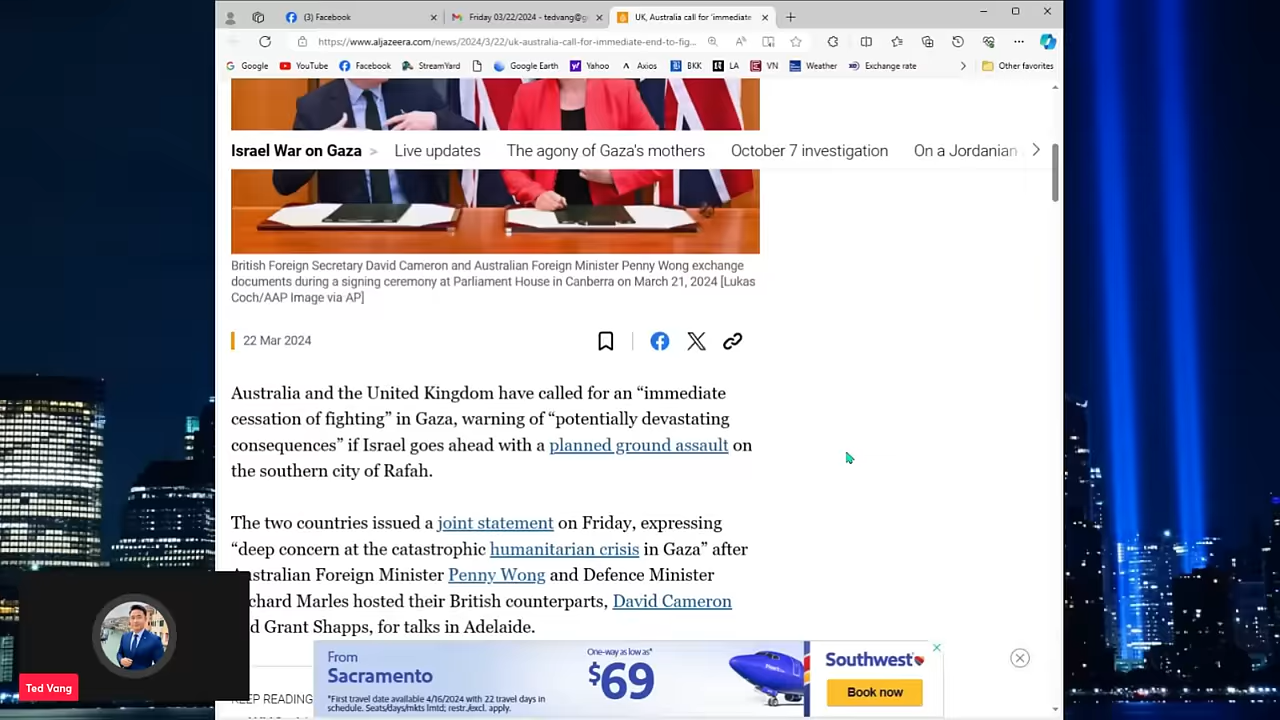 (3) Facebook
Friday 03/22/2024 - tedvang@g
UK, Australia call for 'immediate
https://www.aljazeera.com/news/2024/3/22/uk-australia-call-for-immediate-end-to-fig...
Google YouTube Facebook StreamYard Google Earth Yahoo Axios BKK LA VN Weather Exchange rate Other favorites
Israel War on Gaza > Live updates The agony of Gaza's mothers October 7 investigation On a Jordanian
British Foreign Secretary David Cameron and Australian Foreign Minister Penny Wong exchange
documents during a signing ceremony at Parliament House in Canberra on March 21, 2024 [Lukas
Coch/AAP Image via AP]
22 Mar 2024
Australia and the United Kingdom have called for an “immediate
cessation of fighting” in Gaza, warning of “potentially devastating
consequences” if Israel goes ahead with a planned ground assault on
the southern city of Rafah.
The two countries issued a joint statement on Friday, expressing
“deep concern at the catastrophic humanitarian crisis in Gaza” after
ustralian Foreign Minister Penny Wong and Defence Minister
chard Marles hosted their British counterparts, David Cameron
d Grant Shapps, for talks in Adelaide.
EEP READING
From
Sacramento
*First travel date available 4/16/2024 with 22 travel days in
schedule. Seats/days/mkts lmtd; restr./excl. apply.
One-way as low as*
$69
Southwest
Book now
Ted Vang